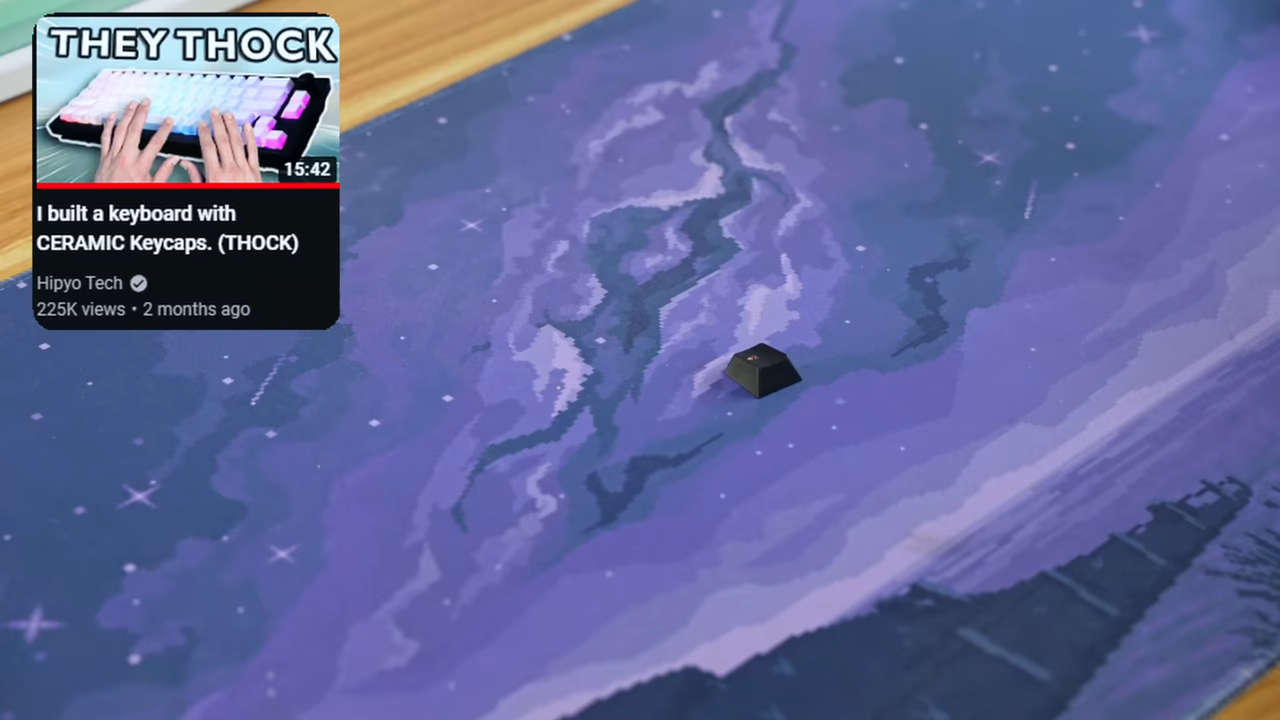 THEY THOCK
15:42
I built a keyboard with
CERAMIC Keycaps. (THOCK)
Hipyo Tech
225K views • 2 months ago